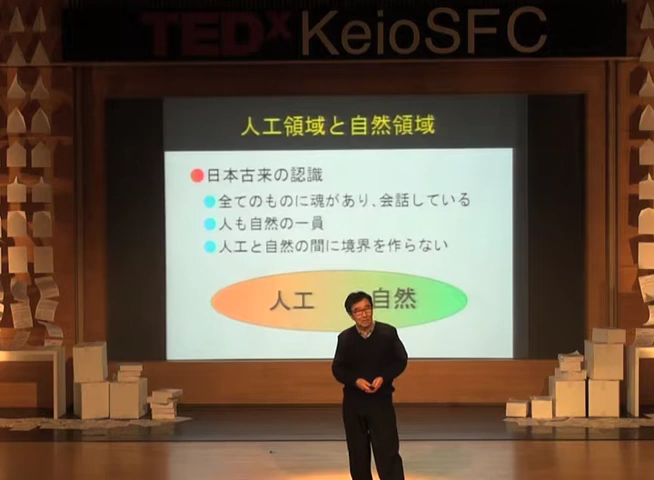 TEDx KeioSFC
人工領域と自然領域
日本古来の認識
全てのものに魂があり、会話している
人も自然の一員
人工と自然の間に境界を作らない
人工 自然